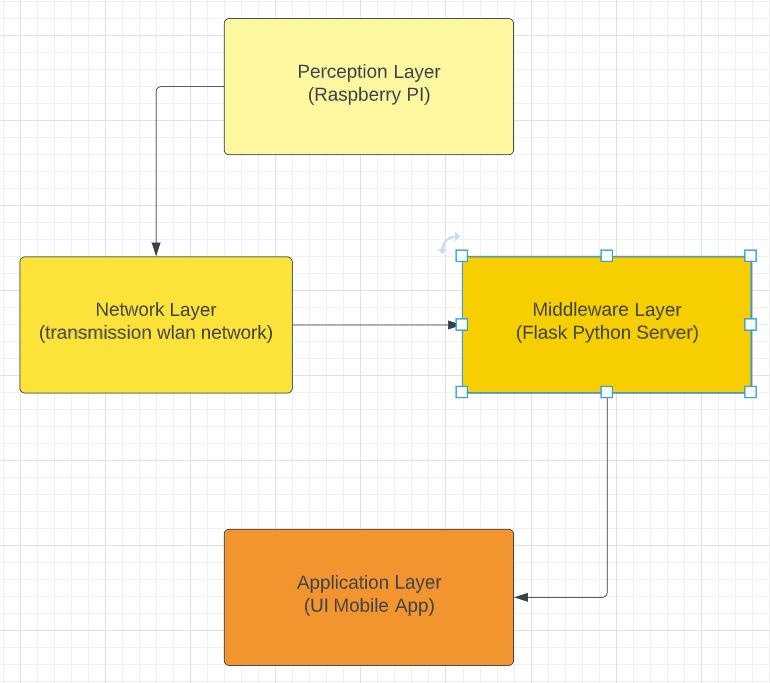 Perception Layer
(Raspberry PI)
Network Layer
(transmission wlan network)
Middleware Layer
(Flask Python Server)
Application Layer
(UI Mobile App)